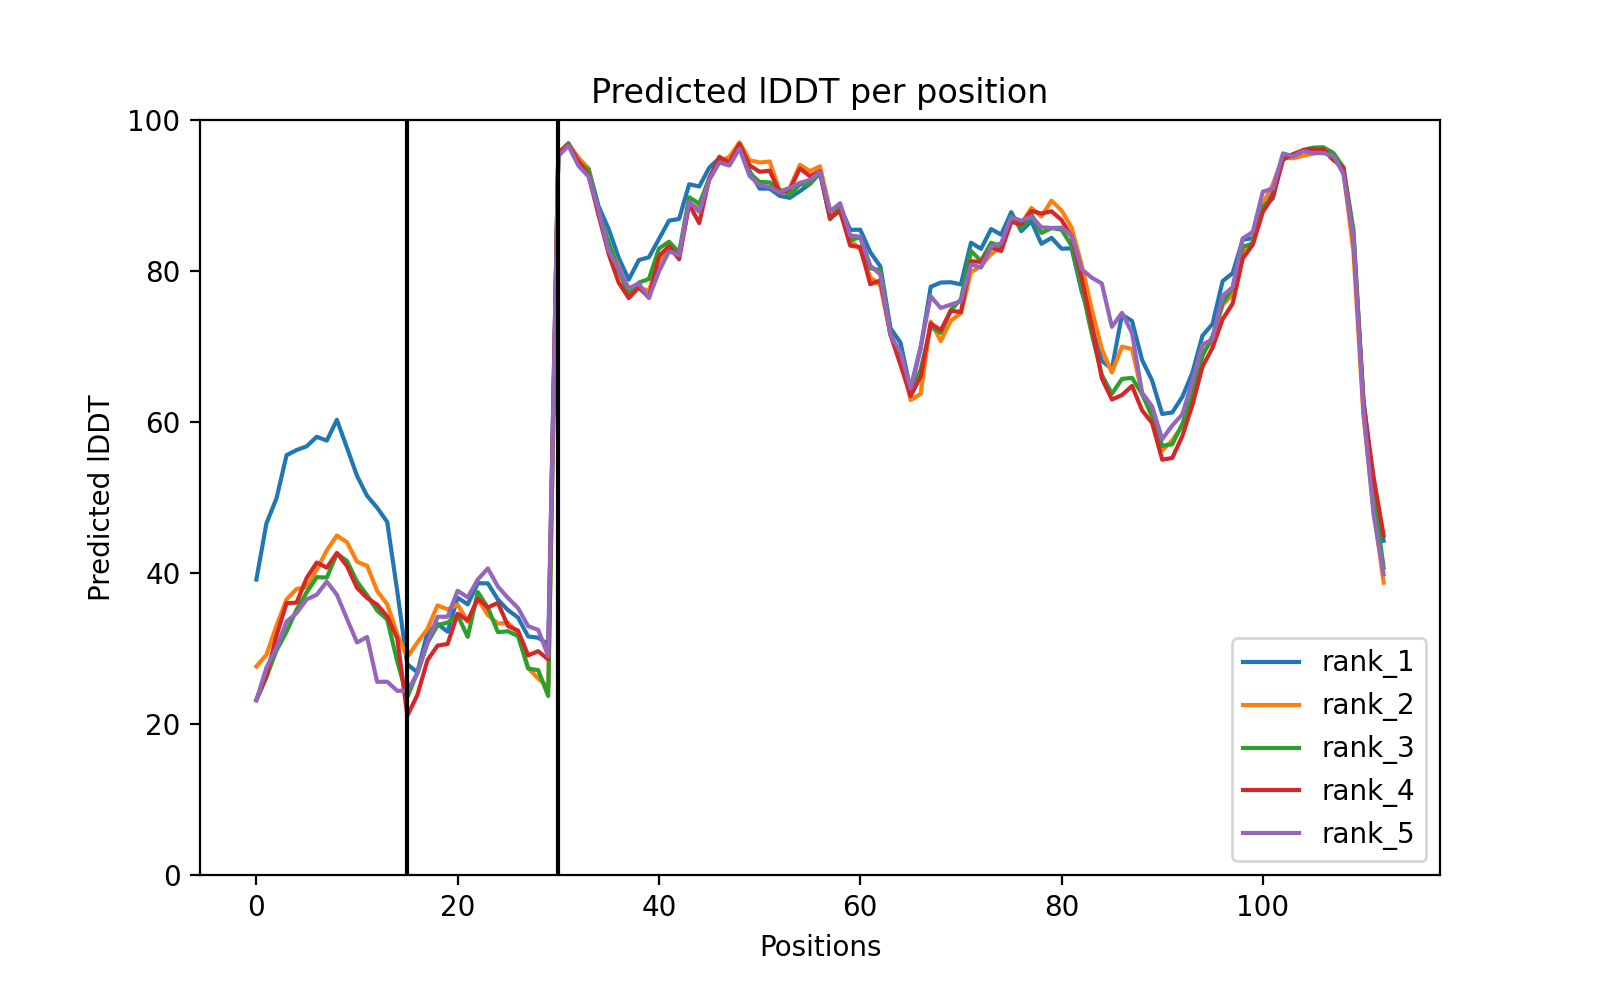 Predicted lDDT per position
100
80
60
40
20
0
Predicted lDDT
0 20 40 60 80 100
Positions
rank_1
rank_2
rank_3
rank_4
rank_5